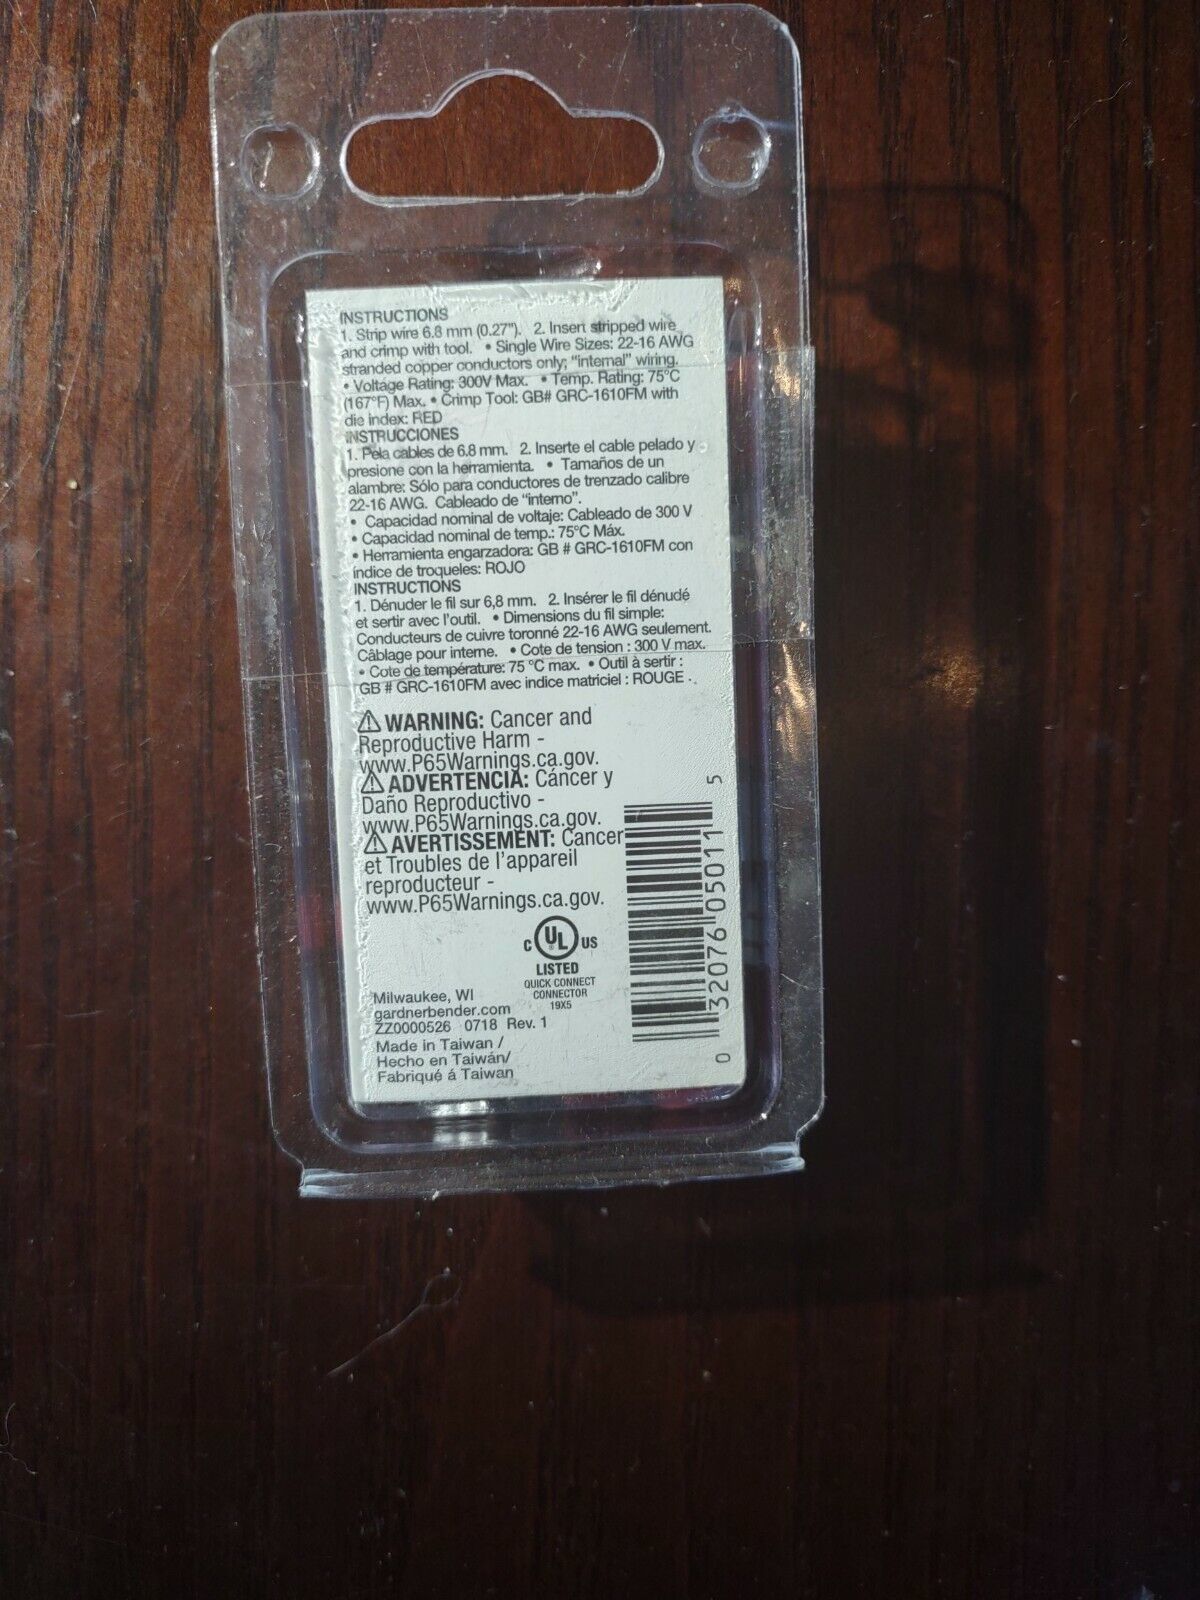 INSTRUCTIONS
1. Strip wire 6.8 mm (0.27"). 2. Insert stripped wire
and crimp with tool. • Single Wire Sizes: 22-16 AWG
stranded copper conductors only; "internal" wiring.
• Voltage Rating: 300V Max. • Temp. Rating: 75°C
(167°F) Max. • Crimp Tool: GB# GRC-1610FM with
die index: RED
INSTRUCCIONES
1. Pela cables de 6.8 mm. 2. Inserte el cable pelado y
presione con la herramienta. • Tamaños de un
alambre: Sólo para conductores de trenzado calibre
22-16 AWG. Cableado de "interno".
• Capacidad nominal de voltaje: Cableado de 300 V
• Capacidad nominal de temp.: 75°C Máx.
• Herramienta engarzadora: GB # GRC-1610FM con
índice de troqueles: ROJO
INSTRUCTIONS
1. Dénuder le fil sur 6,8 mm. 2. Insérer le fil dénudé
et sertir avec l'outil. • Dimensions du fil simple:
Conducteurs de cuivre toronné 22-16 AWG seulement.
Câblage pour interne. • Cote de tension : 300 V max.
• Cote de température: 75 °C max. • Outil à sertir :
GB # GRC-1610FM avec indice matriciel : ROUGE .
⚠ WARNING: Cancer and
Reproductive Harm -
www.P65Warnings.ca.gov.
⚠ ADVERTENCIA: Cáncer y
Daño Reproductivo -
www.P65Warnings.ca.gov.
⚠ AVERTISSEMENT: Cancer
et Troubles de l'appareil
reproducteur -
www.P65Warnings.ca.gov.
C UL ® US
LISTED
QUICK CONNECT
CONNECTOR
19X5
Milwaukee, WI
gardnerbender.com
ZZ0000526 0718 Rev. 1
Made in Taiwan /
Hecho en Taiwán/
Fabriqué á Taiwan
0 32076 05011 5